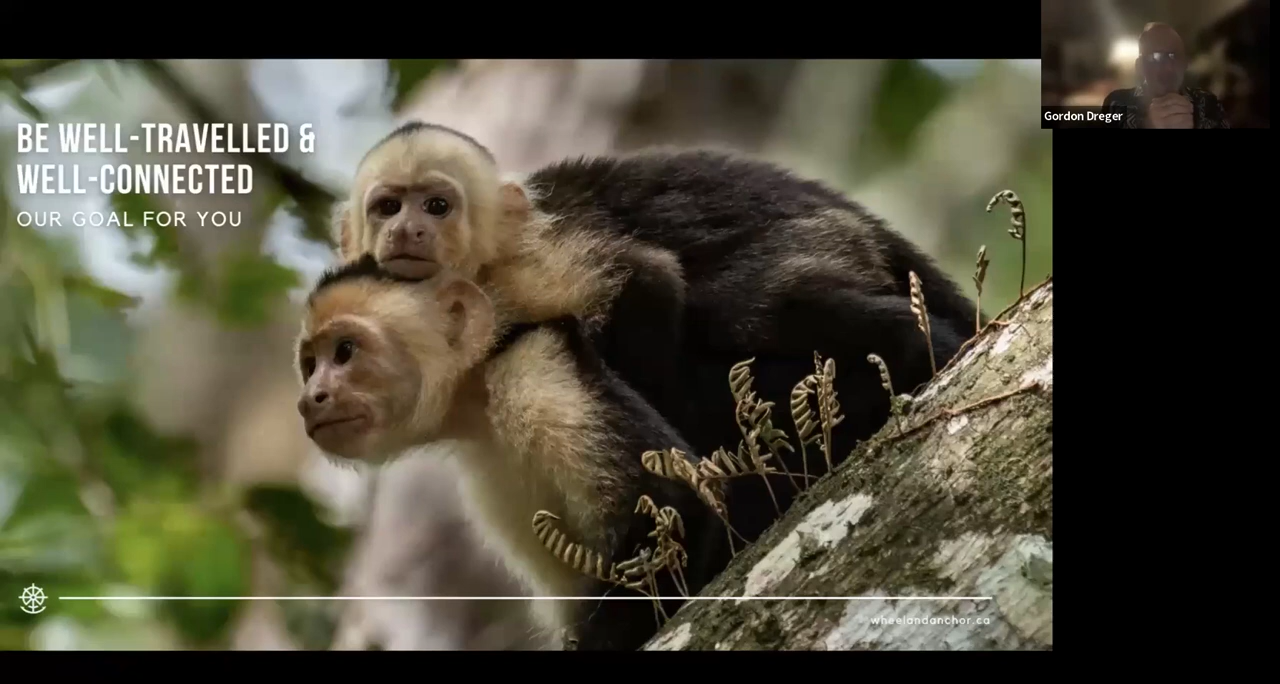 BE WELL-TRAVELLED &
WELL-CONNECTED
OUR GOAL FOR YOU
Gordon Dreger
wheelandanchor.ca